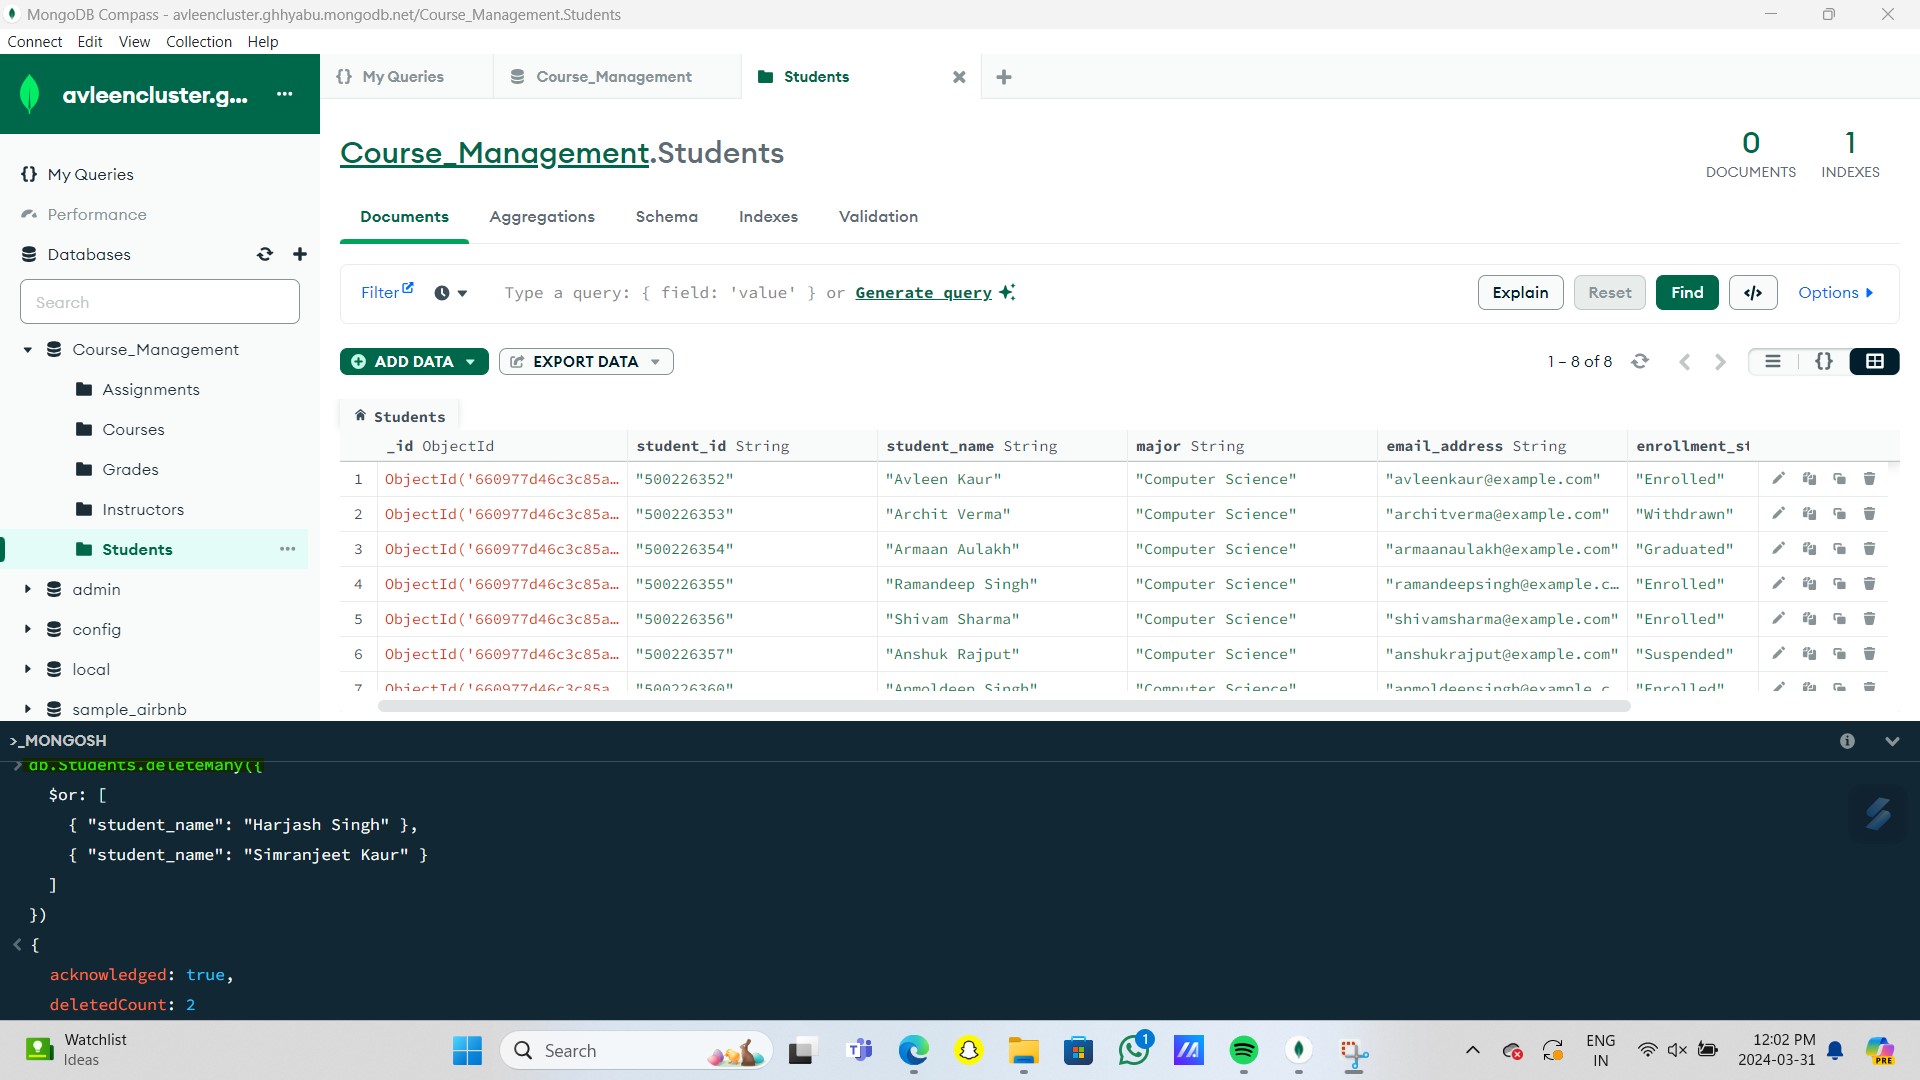 MongoDB Compass - avleencluster.ghhyabu.mongodb.net/Course_Management.Students
Connect Edit View Collection Help
avleencluster.g...
My Queries
Course_Management
Students
Course_Management.Students
0
DOCUMENTS
1
INDEXES
My Queries
Performance
Databases
Search
Course_Management
Assignments
Courses
Grades
Instructors
Students
admin
config
local
sample_airbnb
Documents Aggregations Schema Indexes Validation
Filter Type a query: { field: 'value' } or Generate query Explain Reset Find </> Options
ADD DATA EXPORT DATA 1 – 8 of 8 {}
Students
_id ObjectId student_id String student_name String major String email_address String enrollment_st
1 ObjectId('660977d46c3c85a… "500226352" "Avleen Kaur" "Computer Science" "avleenkaur@example.com" "Enrolled"
2 ObjectId('660977d46c3c85a… "500226353" "Archit Verma" "Computer Science" "architverma@example.com" "Withdrawn"
3 ObjectId('660977d46c3c85a… "500226354" "Armaan Aulakh" "Computer Science" "armaanaulakh@example.com" "Graduated"
4 ObjectId('660977d46c3c85a… "500226355" "Ramandeep Singh" "Computer Science" "ramandeepsingh@example.c… "Enrolled"
5 ObjectId('660977d46c3c85a… "500226356" "Shivam Sharma" "Computer Science" "shivamsharma@example.com" "Enrolled"
6 ObjectId('660977d46c3c85a… "500226357" "Anshuk Rajput" "Computer Science" "anshukrajput@example.com" "Suspended"
7 ObjectId('660977d46c3c85a… "500226360" "Anmoldeep Singh" "Computer Science" "anmoldeepsingh@example.c… "Enrolled"
>_MONGOSH
> db.Students.deleteMany({
$or: [
{ "student_name": "Harjash Singh" },
{ "student_name": "Simranjeet Kaur" }
]
})
< {
acknowledged: true,
deletedCount: 2
Watchlist
Ideas
Search
1
ENG
IN
12:02 PM
2024-03-31
PRE